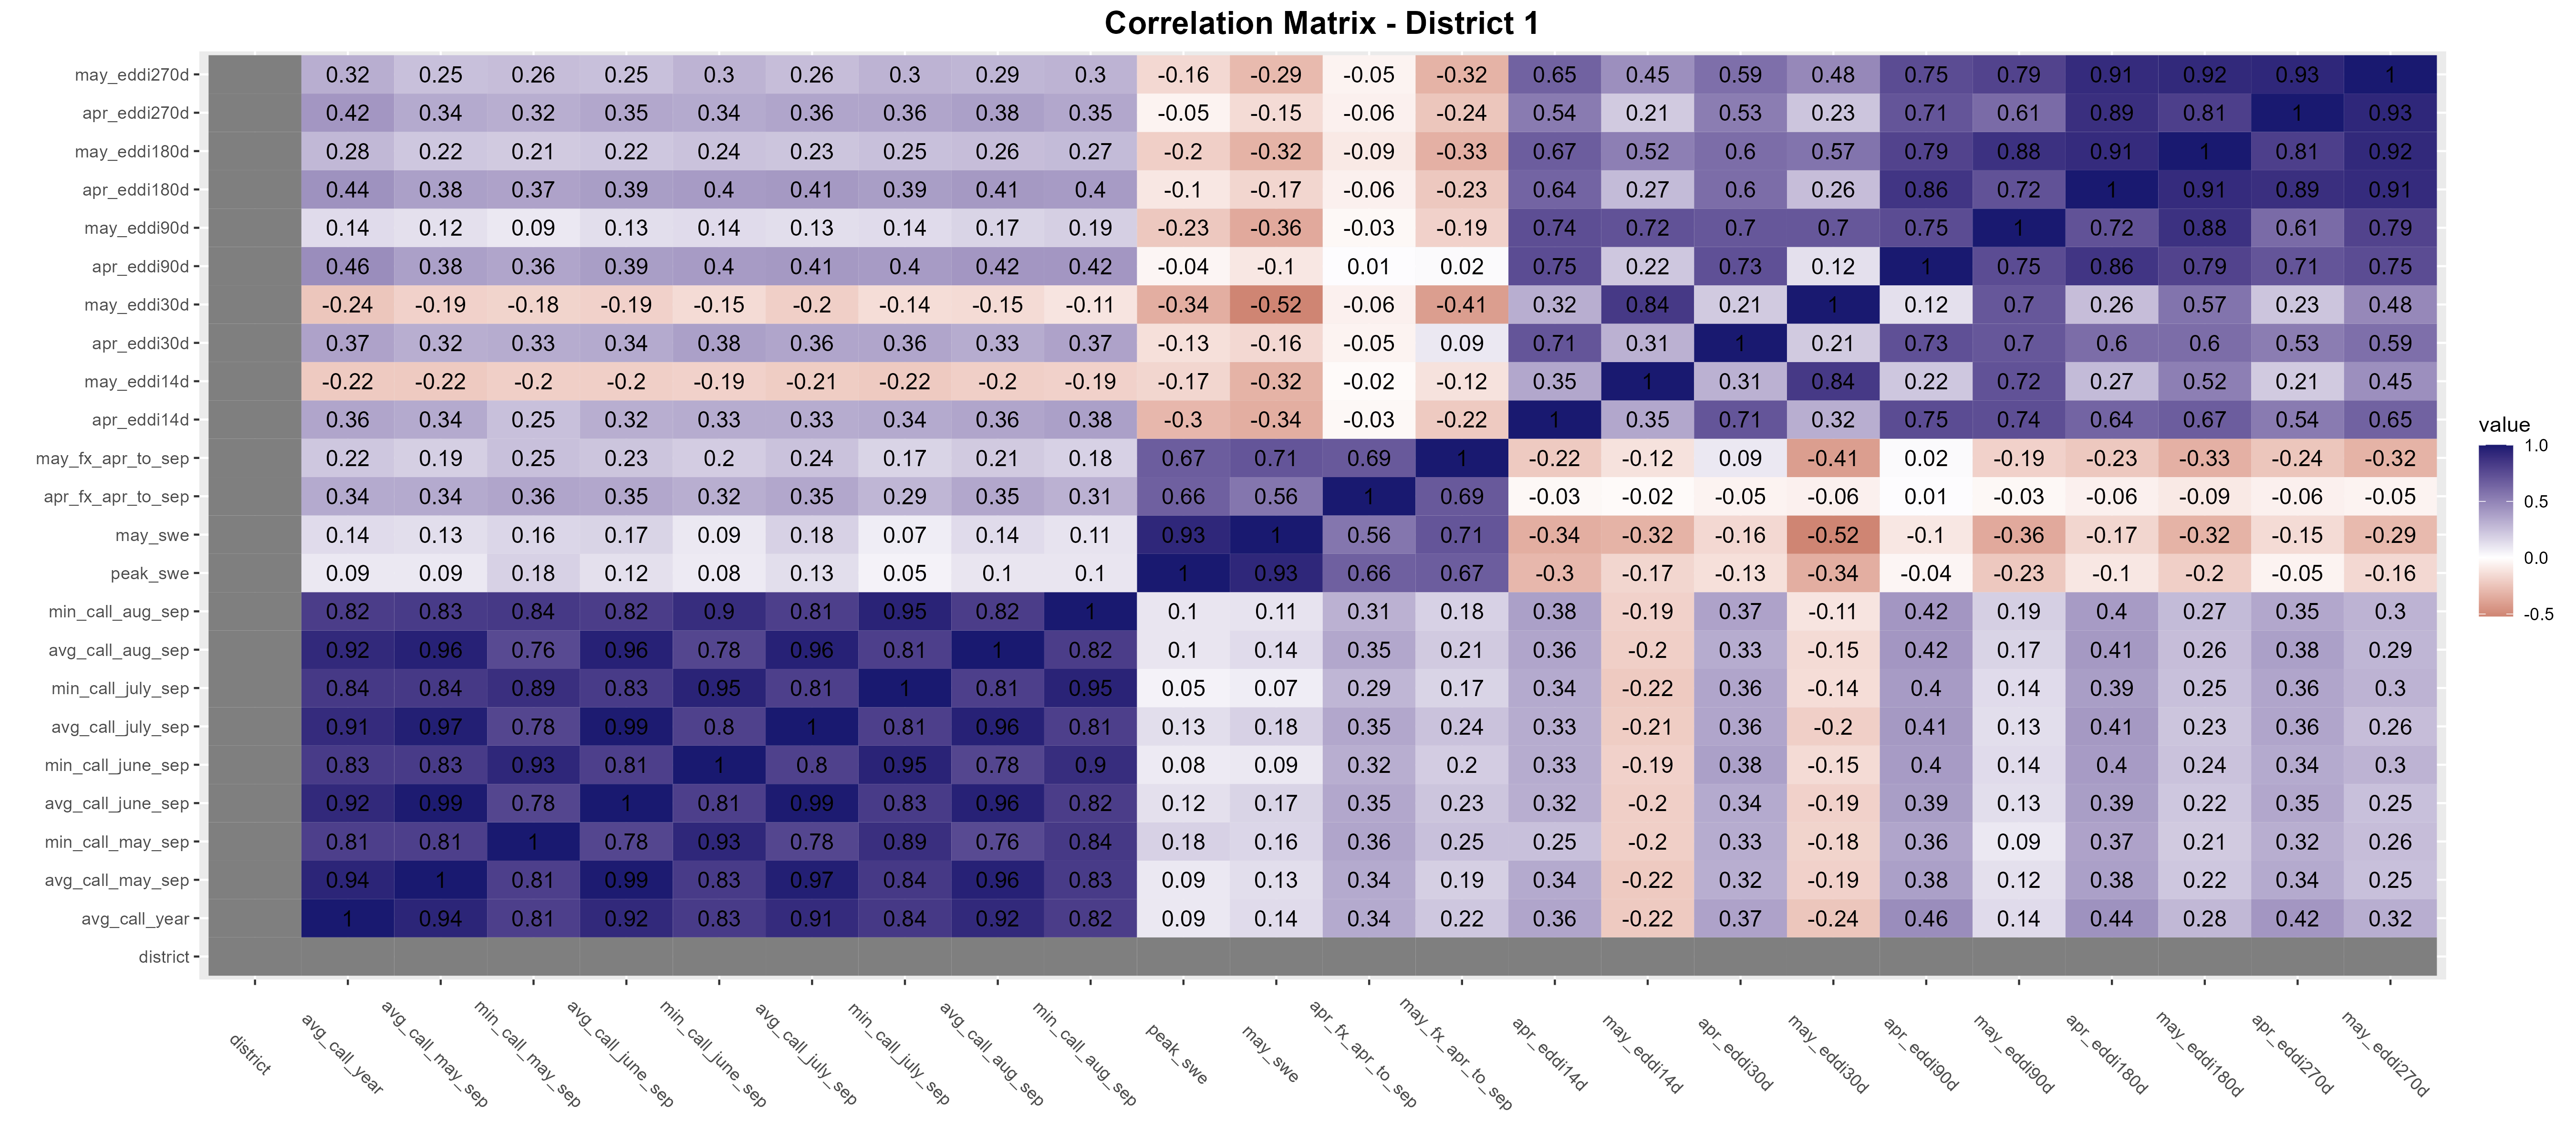 Correlation Matrix - District 1
may_eddi270d 0.32 0.25 0.26 0.25 0.3 0.26 0.3 0.29 0.3 -0.16 -0.29 -0.05 -0.32 0.65 0.45 0.59 0.48 0.75 0.79 0.91 0.92 0.93 1
apr_eddi270d 0.42 0.34 0.32 0.35 0.34 0.36 0.36 0.38 0.35 -0.05 -0.15 -0.06 -0.24 0.54 0.21 0.53 0.23 0.71 0.61 0.89 0.81 1 0.93
may_eddi180d 0.28 0.22 0.21 0.22 0.24 0.23 0.25 0.26 0.27 -0.2 -0.32 -0.09 -0.33 0.67 0.52 0.6 0.57 0.79 0.88 0.91 1 0.81 0.92
apr_eddi180d 0.44 0.38 0.37 0.39 0.4 0.41 0.39 0.41 0.4 -0.1 -0.17 -0.06 -0.23 0.64 0.27 0.6 0.26 0.86 0.72 1 0.91 0.89 0.91
may_eddi90d 0.14 0.12 0.09 0.13 0.14 0.13 0.14 0.17 0.19 -0.23 -0.36 -0.03 -0.19 0.74 0.72 0.7 0.7 0.75 1 0.72 0.88 0.61 0.79
apr_eddi90d 0.46 0.38 0.36 0.39 0.4 0.41 0.4 0.42 0.42 -0.04 -0.1 0.01 0.02 0.75 0.22 0.73 0.12 1 0.75 0.86 0.79 0.71 0.75
may_eddi30d -0.24 -0.19 -0.18 -0.19 -0.15 -0.2 -0.14 -0.15 -0.11 -0.34 -0.52 -0.06 -0.41 0.32 0.84 0.21 1 0.12 0.7 0.26 0.57 0.23 0.48
apr_eddi30d 0.37 0.32 0.33 0.34 0.38 0.36 0.36 0.33 0.37 -0.13 -0.16 -0.05 0.09 0.71 0.31 1 0.21 0.73 0.7 0.6 0.6 0.53 0.59
may_eddi14d -0.22 -0.22 -0.2 -0.2 -0.19 -0.21 -0.22 -0.2 -0.19 -0.17 -0.32 -0.02 -0.12 0.35 1 0.31 0.84 0.22 0.72 0.27 0.52 0.21 0.45
apr_eddi14d 0.36 0.34 0.25 0.32 0.33 0.33 0.34 0.36 0.38 -0.3 -0.34 -0.03 -0.22 1 0.35 0.71 0.32 0.75 0.74 0.64 0.67 0.54 0.65
may_fx_apr_to_sep 0.22 0.19 0.25 0.23 0.2 0.24 0.17 0.21 0.18 0.67 0.71 0.69 1 -0.22 -0.12 0.09 -0.41 0.02 -0.19 -0.23 -0.33 -0.24 -0.32
apr_fx_apr_to_sep 0.34 0.34 0.36 0.35 0.32 0.35 0.29 0.35 0.31 0.66 0.56 1 0.69 -0.03 -0.02 -0.05 -0.06 0.01 -0.03 -0.06 -0.09 -0.06 -0.05
may_swe 0.14 0.13 0.16 0.17 0.09 0.18 0.07 0.14 0.11 0.93 1 0.56 0.71 -0.34 -0.32 -0.16 -0.52 -0.1 -0.36 -0.17 -0.32 -0.15 -0.29
peak_swe 0.09 0.09 0.18 0.12 0.08 0.13 0.05 0.1 0.1 1 0.93 0.66 0.67 -0.3 -0.17 -0.13 -0.34 -0.04 -0.23 -0.1 -0.2 -0.05 -0.16
min_call_aug_sep 0.82 0.83 0.84 0.82 0.9 0.81 0.95 0.82 1 0.1 0.11 0.31 0.18 0.38 -0.19 0.37 -0.11 0.42 0.19 0.4 0.27 0.35 0.3
avg_call_aug_sep 0.92 0.96 0.76 0.96 0.78 0.96 0.81 1 0.82 0.1 0.14 0.35 0.21 0.36 -0.2 0.33 -0.15 0.42 0.17 0.41 0.26 0.38 0.29
min_call_july_sep 0.84 0.84 0.89 0.83 0.95 0.81 1 0.81 0.95 0.05 0.07 0.29 0.17 0.34 -0.22 0.36 -0.14 0.4 0.14 0.39 0.25 0.36 0.3
avg_call_july_sep 0.91 0.97 0.78 0.99 0.8 1 0.81 0.96 0.81 0.13 0.18 0.35 0.24 0.33 -0.21 0.36 -0.2 0.41 0.13 0.41 0.23 0.36 0.26
min_call_june_sep 0.83 0.83 0.93 0.81 1 0.8 0.95 0.78 0.9 0.08 0.09 0.32 0.2 0.33 -0.19 0.38 -0.15 0.4 0.14 0.4 0.24 0.34 0.3
avg_call_june_sep 0.92 0.99 0.78 1 0.81 0.99 0.83 0.96 0.82 0.12 0.17 0.35 0.23 0.32 -0.2 0.34 -0.19 0.39 0.13 0.39 0.22 0.35 0.25
min_call_may_sep 0.81 0.81 1 0.78 0.93 0.78 0.89 0.76 0.84 0.18 0.16 0.36 0.25 0.25 -0.2 0.33 -0.18 0.36 0.09 0.37 0.21 0.32 0.26
avg_call_may_sep 0.94 1 0.81 0.99 0.83 0.97 0.84 0.96 0.83 0.09 0.13 0.34 0.19 0.34 -0.22 0.32 -0.19 0.38 0.12 0.38 0.22 0.34 0.25
avg_call_year 1 0.94 0.81 0.92 0.83 0.91 0.84 0.92 0.82 0.09 0.14 0.34 0.22 0.36 -0.22 0.37 -0.24 0.46 0.14 0.44 0.28 0.42 0.32
district
district avg_call_year avg_call_may_sep min_call_may_sep avg_call_june_sep min_call_june_sep avg_call_july_sep min_call_july_sep avg_call_aug_sep min_call_aug_sep peak_swe may_swe apr_fx_apr_to_sep may_fx_apr_to_sep apr_eddi14d may_eddi14d apr_eddi30d may_eddi30d apr_eddi90d may_eddi90d apr_eddi180d may_eddi180d apr_eddi270d may_eddi270d
value
1.0
0.5
0.0
-0.5